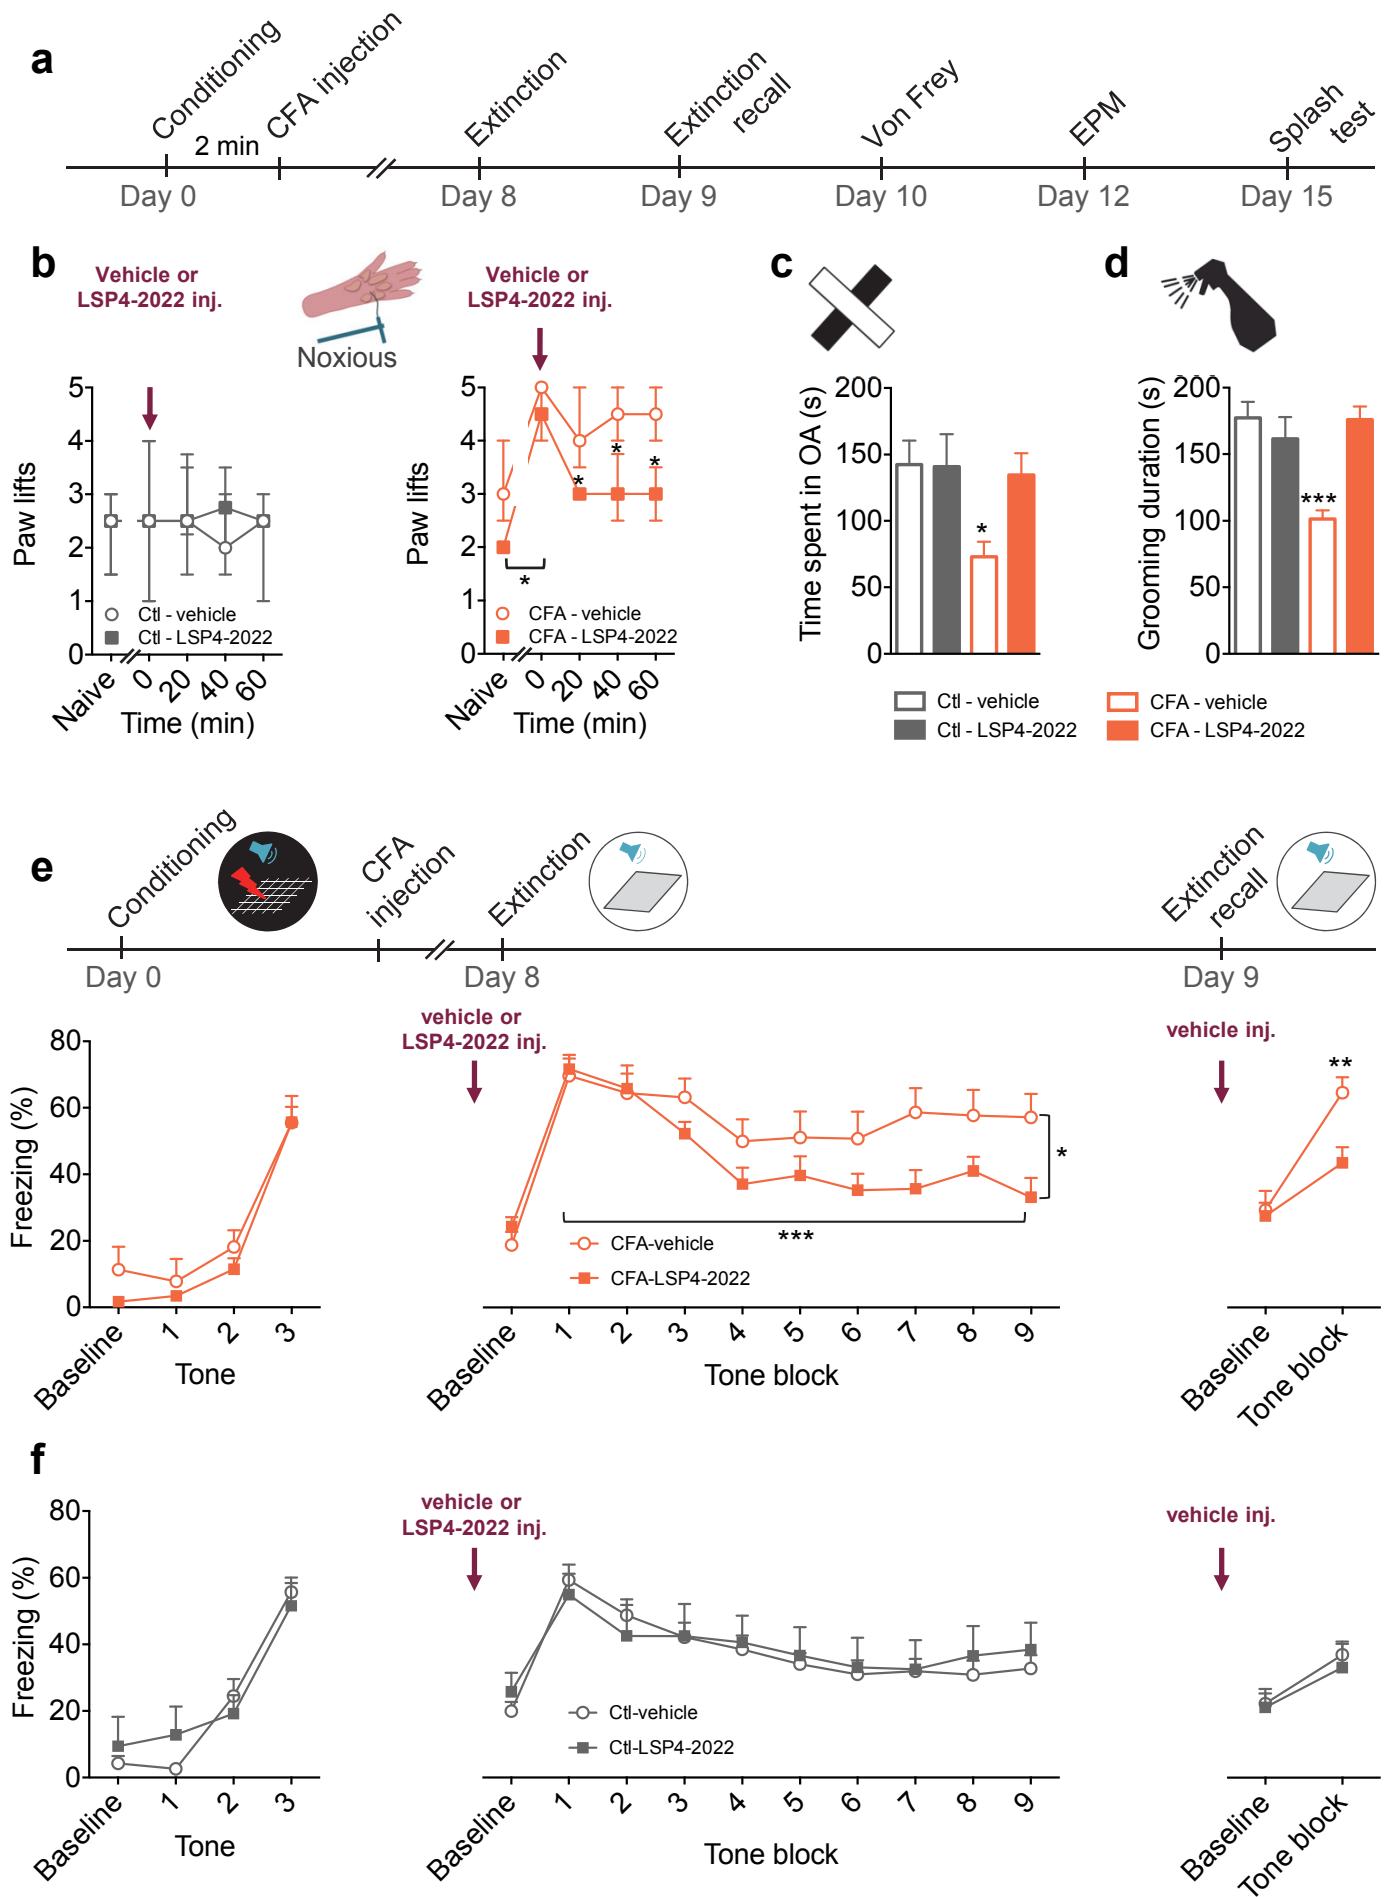 a
Conditioning
2 min
CFA injection
Extinction
Extinction
recall
Von Frey
EPM
Splash
test
Day 0
Day 8
Day 9
Day 10
Day 12
Day 15
b
Vehicle or
LSP4-2022 inj.
Noxious
Vehicle or
LSP4-2022 inj.
Paw lifts
5
4
3
2
1
0
Ctl - vehicle
Ctl - LSP4-2022
Naive
0
20
40
60
Time (min)
Paw lifts
5
4
3
2
1
0
*
*
*
*
CFA - vehicle
CFA - LSP4-2022
Naive
0
20
40
60
Time (min)
c
Time spent in OA (s)
200
150
100
50
0
*
d
Grooming duration (s)
200
150
100
50
0
***
Ctl - vehicle
Ctl - LSP4-2022
CFA - vehicle
CFA - LSP4-2022
e
Conditioning
CFA
injection
Extinction
Extinction
recall
Day 0
Day 8
Day 9
vehicle or
LSP4-2022 inj.
vehicle inj.
Freezing (%)
80
60
40
20
0
Baseline
1
2
3
Tone
*
***
CFA-vehicle
CFA-LSP4-2022
Baseline
1
2
3
4
5
6
7
8
9
Tone block
**
Baseline
Tone block
f
vehicle or
LSP4-2022 inj.
vehicle inj.
Freezing (%)
80
60
40
20
0
Baseline
1
2
3
Tone
Ctl-vehicle
Ctl-LSP4-2022
Baseline
1
2
3
4
5
6
7
8
9
Tone block
Baseline
Tone block